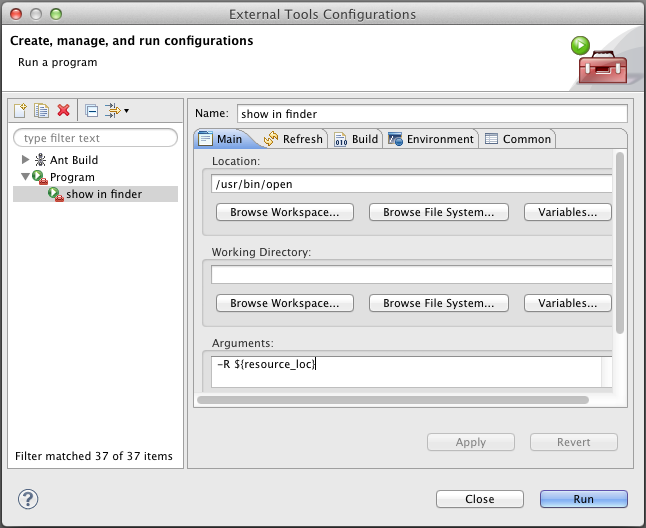 External Tools Configurations
Create, manage, and run configurations
Run a program
type filter text
Ant Build
Program
show in finder
Filter matched 37 of 37 items
Name: show in finder
Main Refresh 010 Build Environment Common
Location:
/usr/bin/open
Browse Workspace... Browse File System... Variables...
Working Directory:
Browse Workspace... Browse File System... Variables...
Arguments:
-R ${resource_loc}
Apply Revert
? Close Run